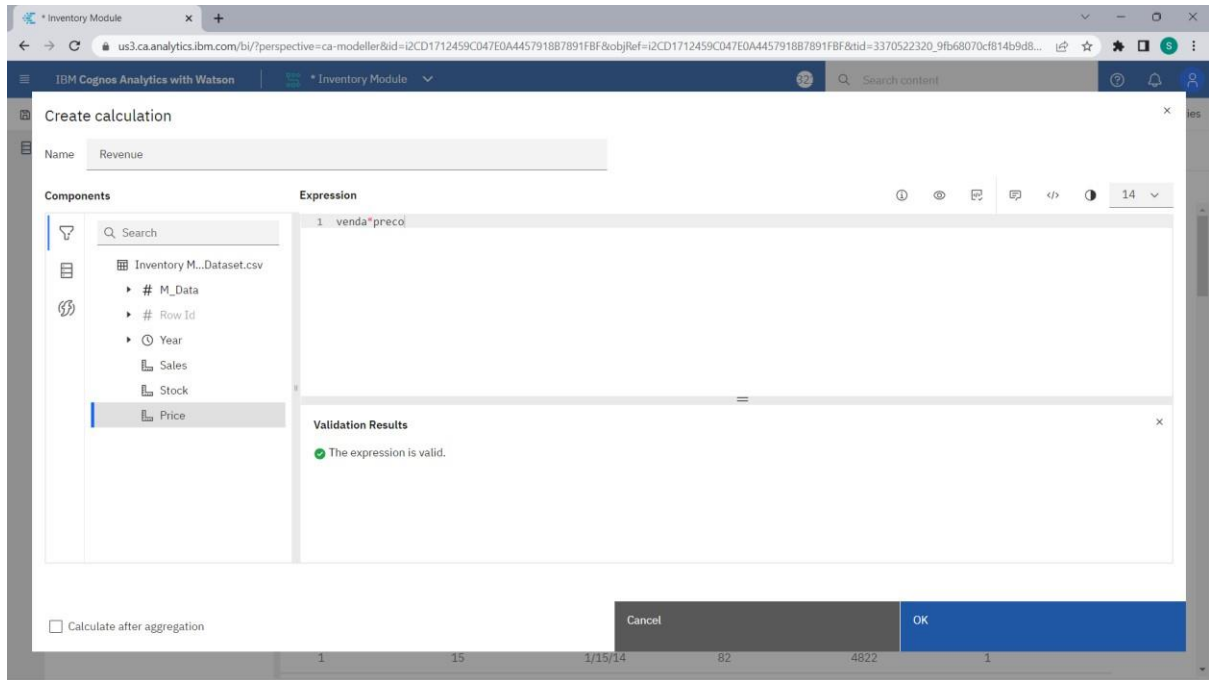 * Inventory Module
us3.ca.analytics.ibm.com/bi/?perspective=ca-modeller&id=i2CD1712459C047E0A4457918B7891FBF&objRef=i2CD1712459C047E0A4457918B7891FBF&tid=3370522320_9fb68070cf814b9d8... S
IBM Cognos Analytics with Watson * Inventory Module 32 Search content
Create calculation ies
Name Revenue
Components Expression 14
1 venda*preco
Search
Inventory M...Dataset.csv
# M_Data
# Row Id
Year
Sales
Stock
Price
Validation Results
The expression is valid.
Calculate after aggregation
Cancel OK
1 15 1/15/14 82 4822 1